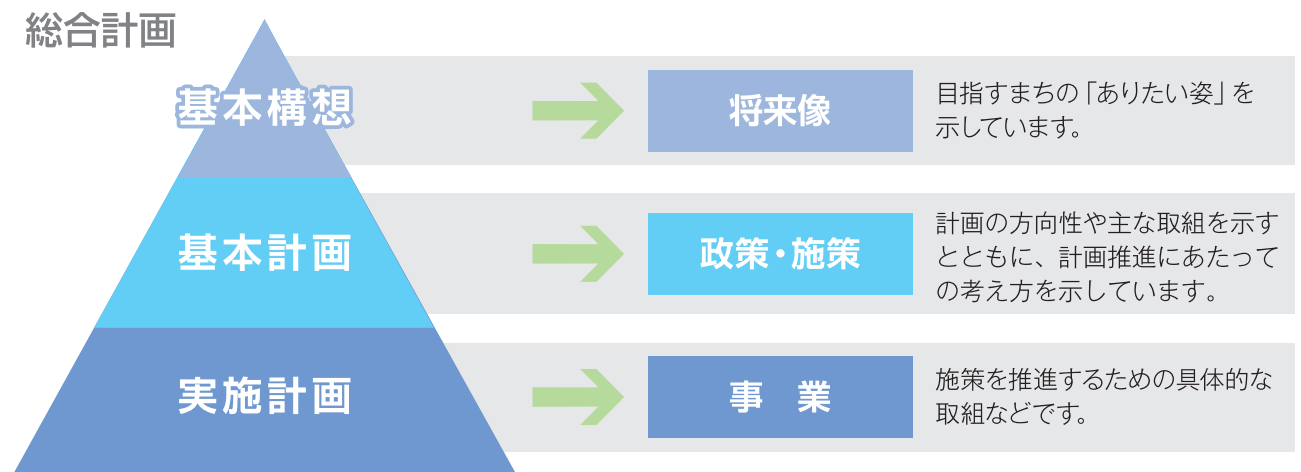 総合計画
基本構想
将来像
目指すまちの「ありたい姿」を
示しています。
基本計画
政策・施策
計画の方向性や主な取組を示す
とともに、計画推進にあたって
の考え方を示しています。
実施計画
事　業
施策を推進するための具体的な
取組などです。